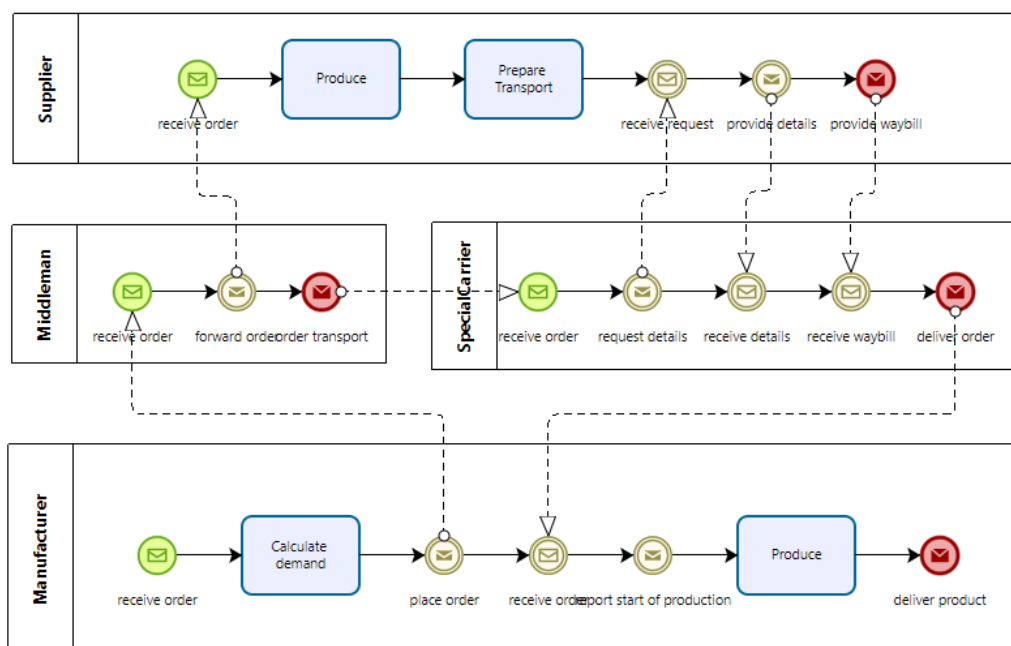 Supplier
Produce
Prepare
Transport
receive order
receive request
provide details
provide waybill
Middleman
receive order
forward order
order transport
SpecialCarrier
receive order
request details
receive details
receive waybill
deliver order
Manufacturer
receive order
Calculate
demand
place order
receive order
report start of production
Produce
deliver product